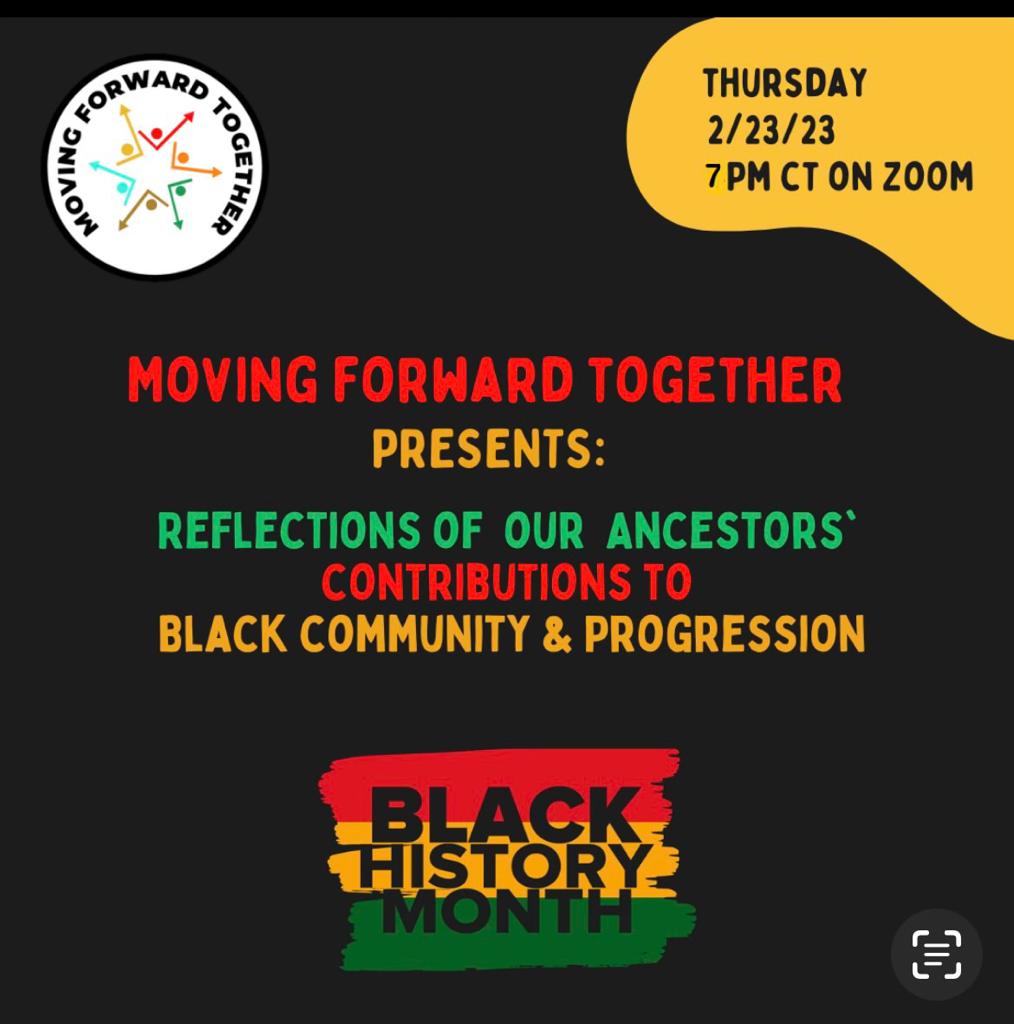 MOVING FORWARD TOGETHER
THURSDAY
2/23/23
7PM CT ON ZOOM
MOVING FORWARD TOGETHER
PRESENTS:
REFLECTIONS OF OUR ANCESTORS`
CONTRIBUTIONS TO
BLACK COMMUNITY & PROGRESSION
BLACK
HISTORY
MONTH